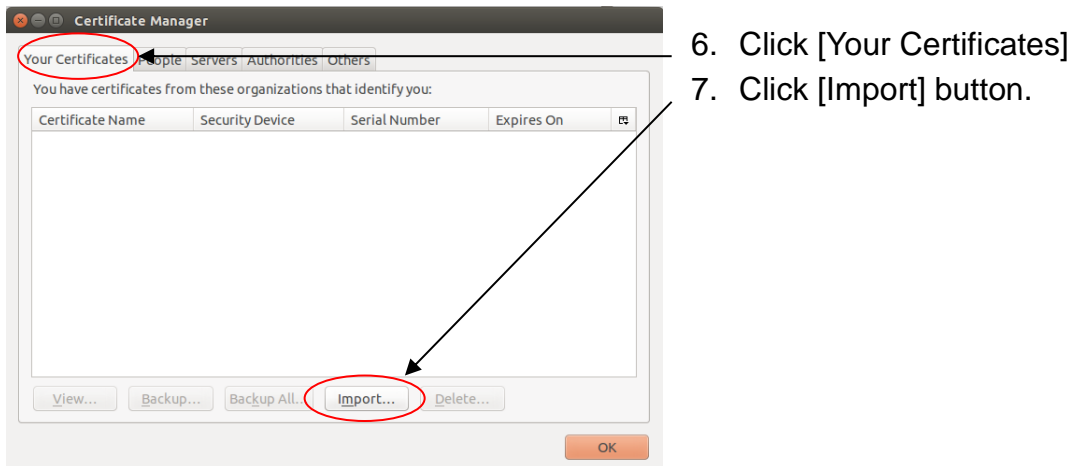 Certificate Manager
Your Certificates People Servers Authorities Others
You have certificates from these organizations that identify you:
Certificate Name Security Device Serial Number Expires On
View... Backup... Backup All... Import... Delete...
OK
6. Click [Your Certificates]
7. Click [Import] button.